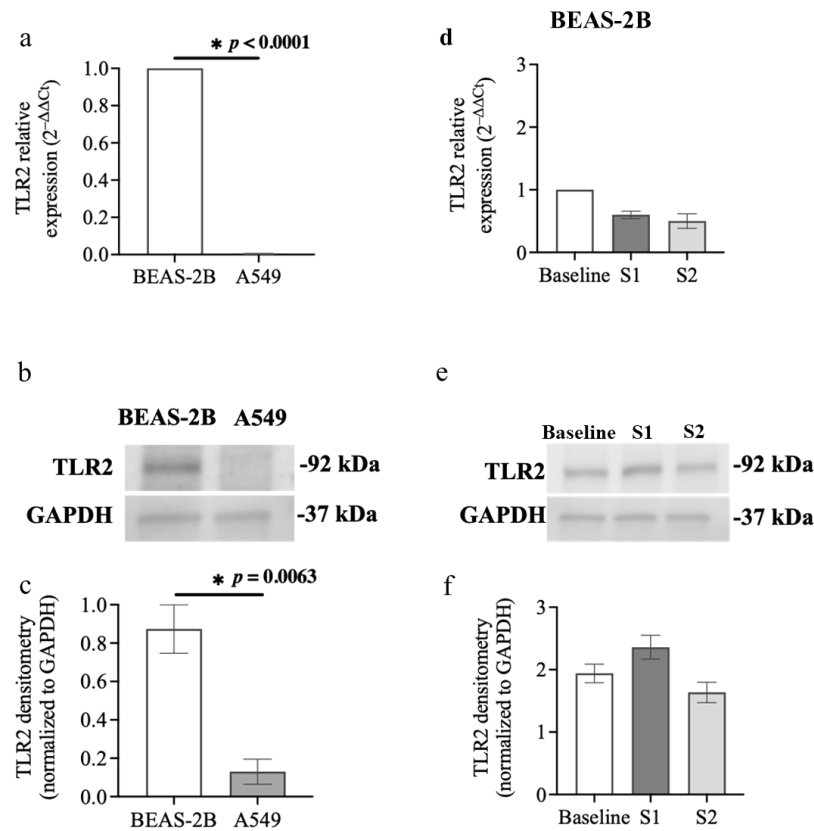 a
* p < 0.0001
TLR2 relative
expression (2^−ΔΔCt)
1.0
0.8
0.6
0.4
0.2
0.0
BEAS-2B A549
d
BEAS-2B
TLR2 relative
expression (2^−ΔΔCt)
3
2
1
0
Baseline S1 S2
b
BEAS-2B A549
TLR2 -92 kDa
GAPDH -37 kDa
c
* p = 0.0063
TLR2 densitometry
(normalized to GAPDH)
1.0
0.8
0.6
0.4
0.2
0.0
BEAS-2B A549
e
Baseline S1 S2
TLR2 -92 kDa
GAPDH -37 kDa
f
TLR2 densitometry
(normalized to GAPDH)
3
2
1
0
Baseline S1 S2